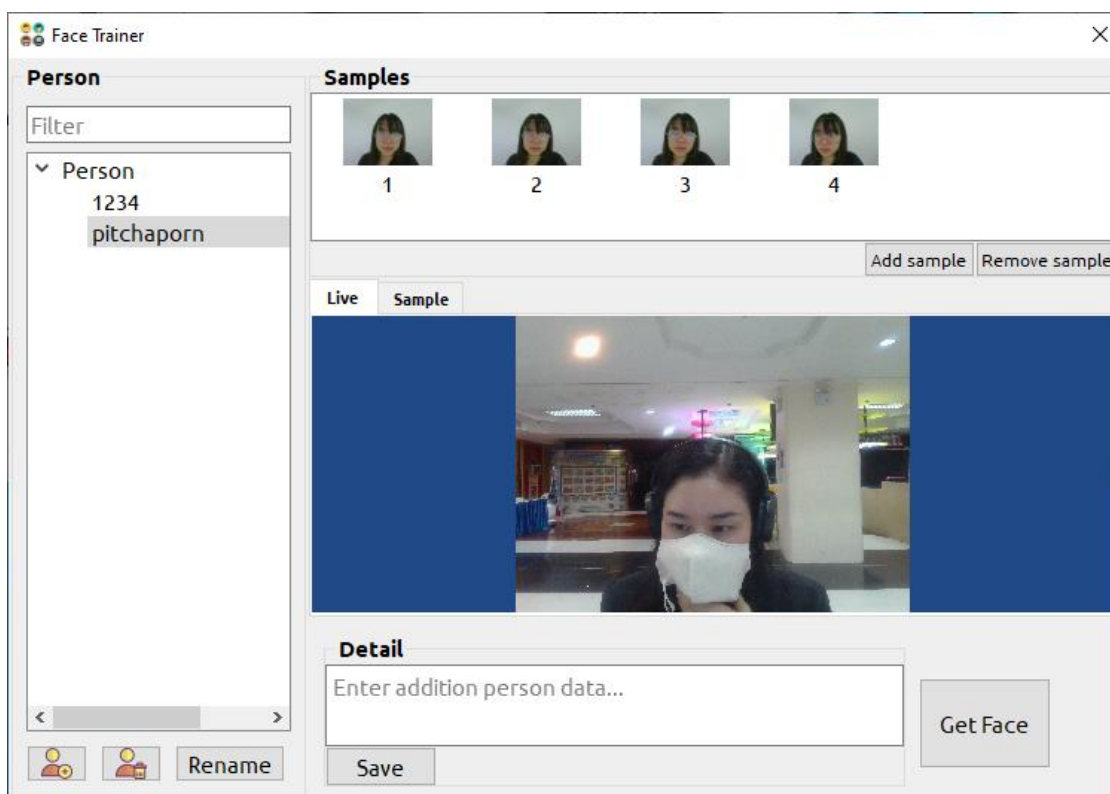 Face Trainer
Person
Filter
Person
1234
pitchaporn
Rename
Samples
1
2
3
4
Add sample
Remove sample
Live
Sample
Detail
Enter addition person data...
Save
Get Face